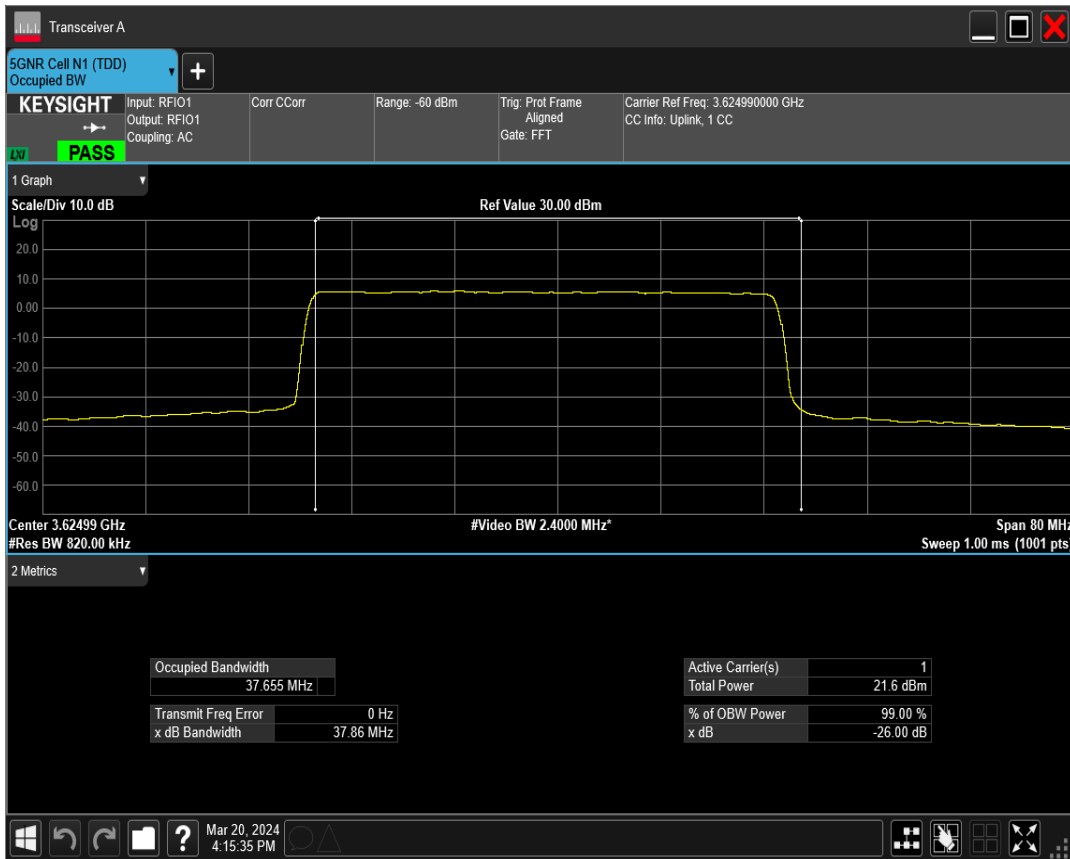 Transceiver A
5GNR Cell N1 (TDD)
Occupied BW
+
KEYSIGHT
LXI
PASS
Input: RFIO1
Output: RFIO1
Coupling: AC
Corr CCorr
Range: -60 dBm
Trig: Prot Frame
Aligned
Gate: FFT
Carrier Ref Freq: 3.624990000 GHz
CC Info: Uplink, 1 CC
1 Graph
Scale/Div 10.0 dB
Ref Value 30.00 dBm
Log
20.0
10.0
0.00
-10.0
-20.0
-30.0
-40.0
-50.0
-60.0
Center 3.62499 GHz
#Video BW 2.4000 MHz*
Span 80 MHz
#Res BW 820.00 kHz
Sweep 1.00 ms (1001 pts)
2 Metrics
Occupied Bandwidth
37.655 MHz
Transmit Freq Error 0 Hz
x dB Bandwidth 37.86 MHz
Active Carrier(s) 1
Total Power 21.6 dBm
% of OBW Power 99.00 %
x dB -26.00 dB
?
Mar 20, 2024
4:15:35 PM